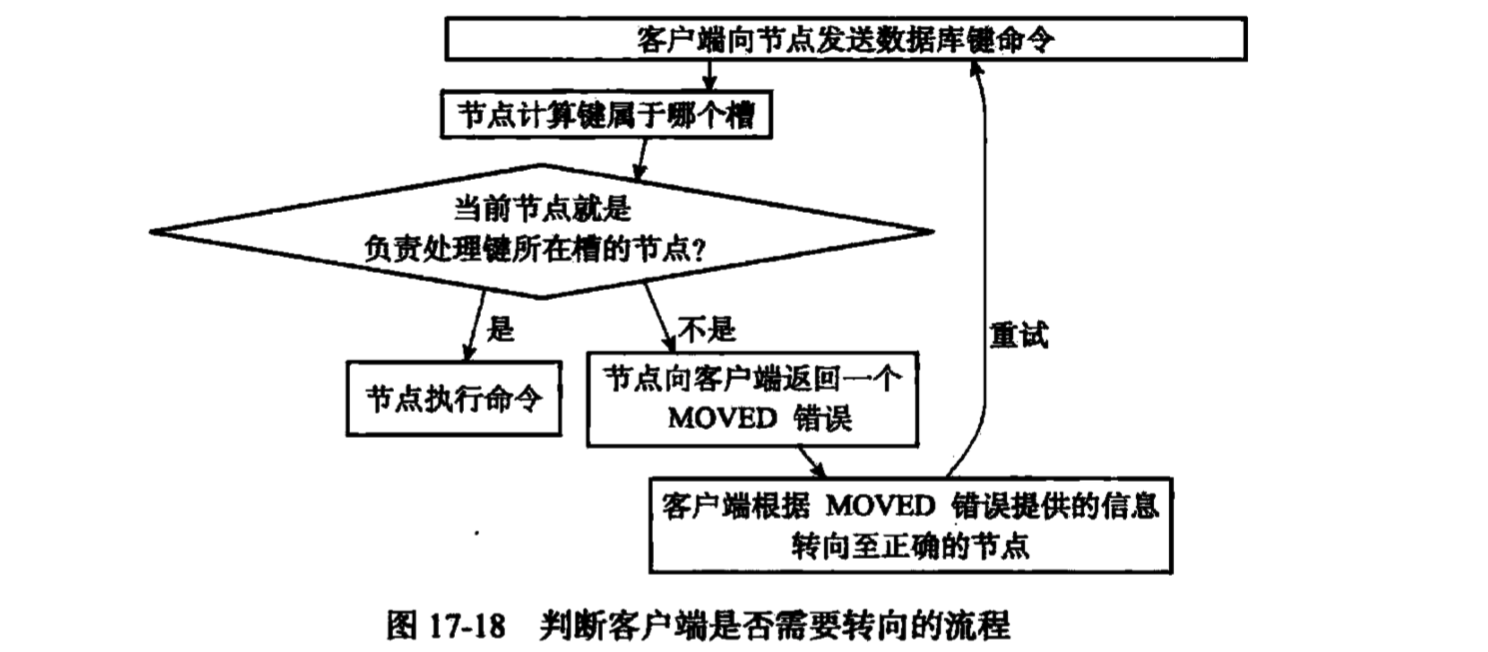 客户端向节点发送数据库键命令
节点计算键属于哪个槽
当前节点就是
负责处理键所在槽的节点?
是
不是
重试
节点执行命令
节点向客户端返回一个
MOVED 错误
客户端根据 MOVED 错误提供的信息
转向至正确的节点
图 17-18 判断客户端是否需要转向的流程